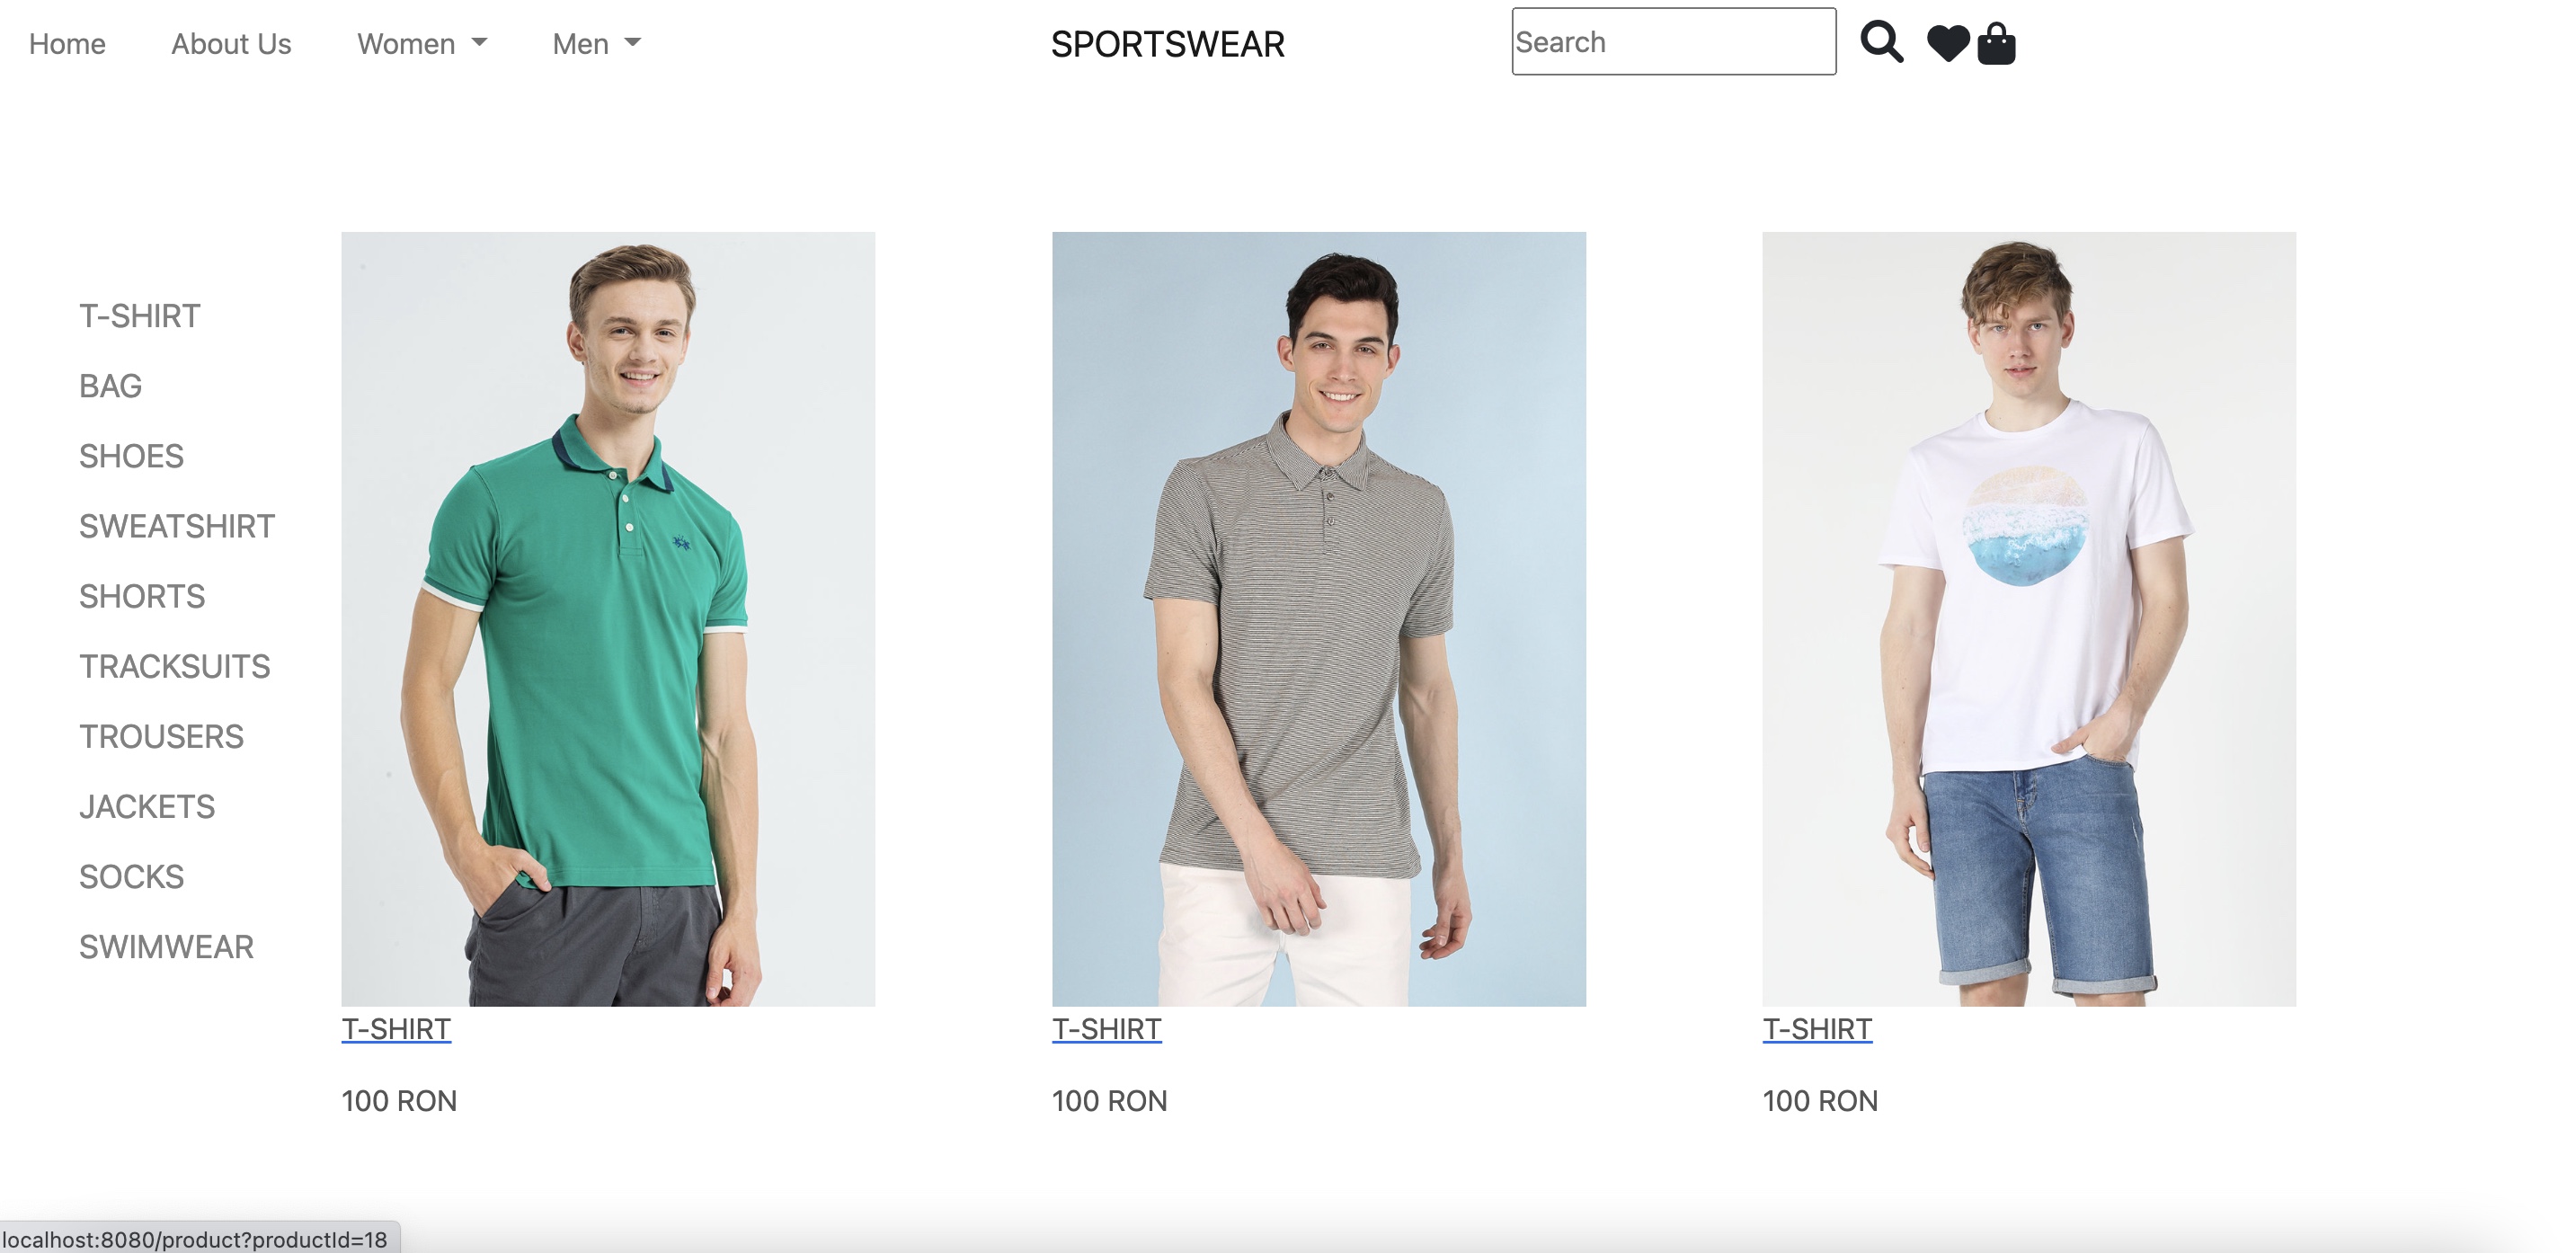 Home
About Us
Women
Men
SPORTSWEAR
Search
T-SHIRT
BAG
SHOES
SWEATSHIRT
SHORTS
TRACKSUITS
TROUSERS
JACKETS
SOCKS
SWIMWEAR
T-SHIRT
100 RON
T-SHIRT
100 RON
T-SHIRT
100 RON
localhost:8080/product?productId=18